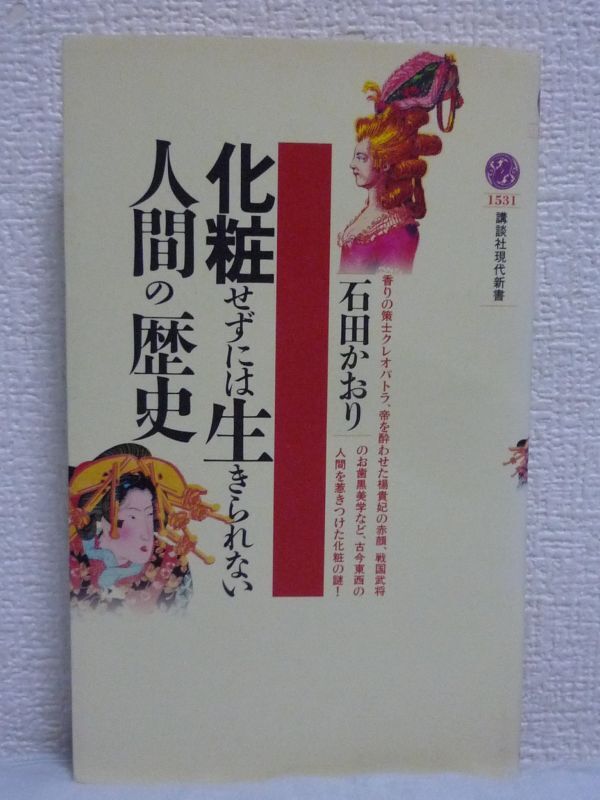 1531
講談社現代新書
石田かおり
香りの策士クレオパトラ、帝を酔わせた楊貴妃の赤顔、戦国武将
のお歯黒美学など、古今東西の
人間を惹きつけた化粧の謎！
化粧せずには生きられない
人間の歴史